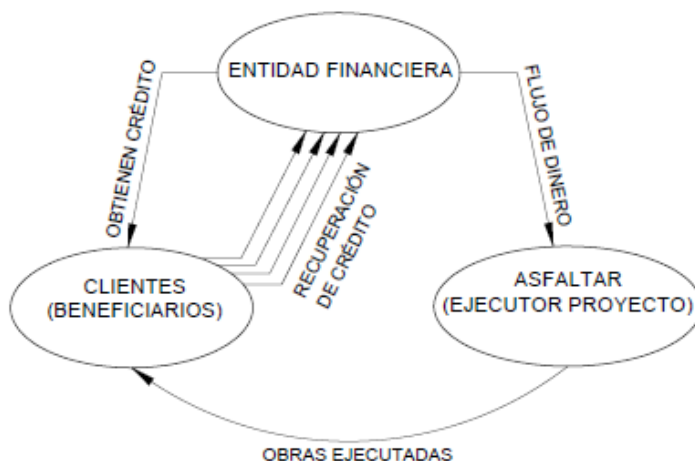 ENTIDAD FINANCIERA
OBTIENEN CRÉDITO
FLUJO DE DINERO
RECUPERACIÓN
DE CRÉDITO
CLIENTES
(BENEFICIARIOS)
ASFALTAR
(EJECUTOR PROYECTO)
OBRAS EJECUTADAS